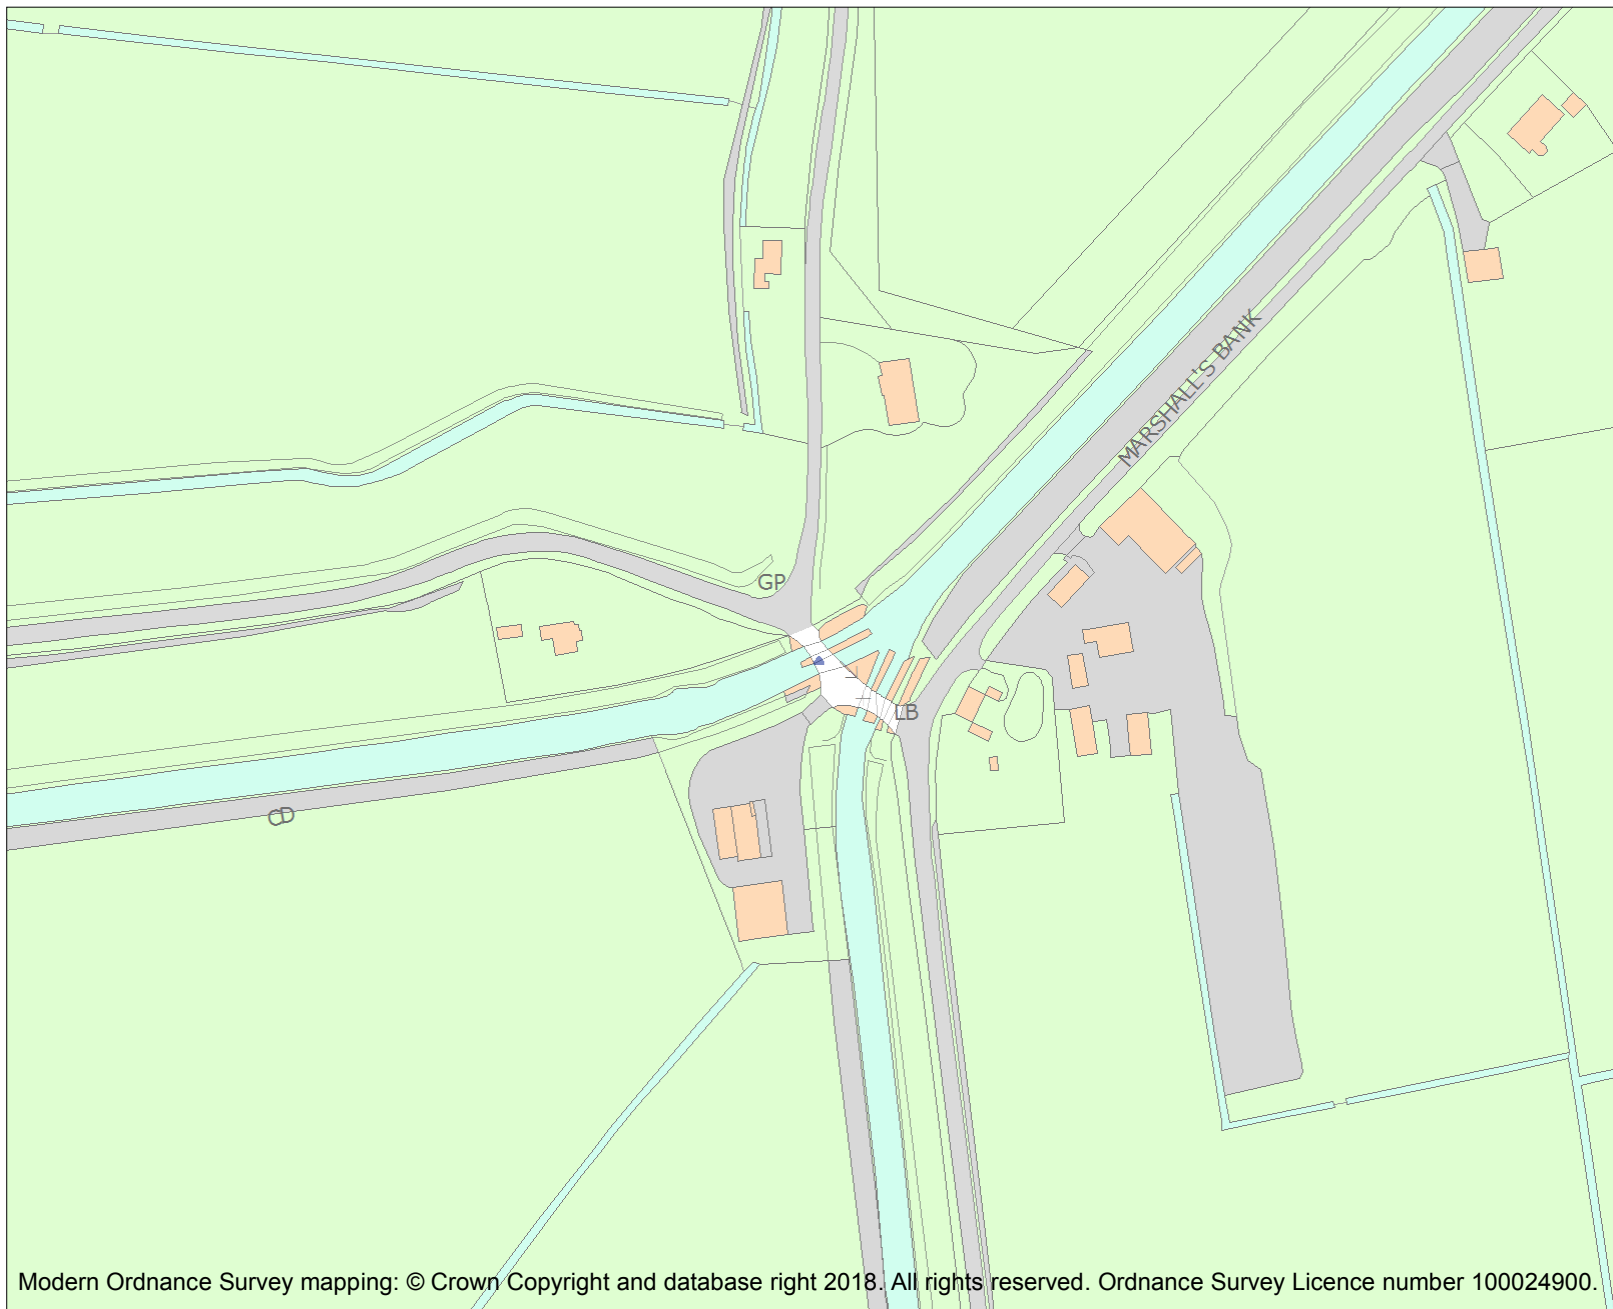 MARSHALL'S BANK
GP
LB
CD
Modern Ordnance Survey mapping: © Crown Copyright and database right 2018. All rights reserved. Ordnance Survey Licence number 100024900.